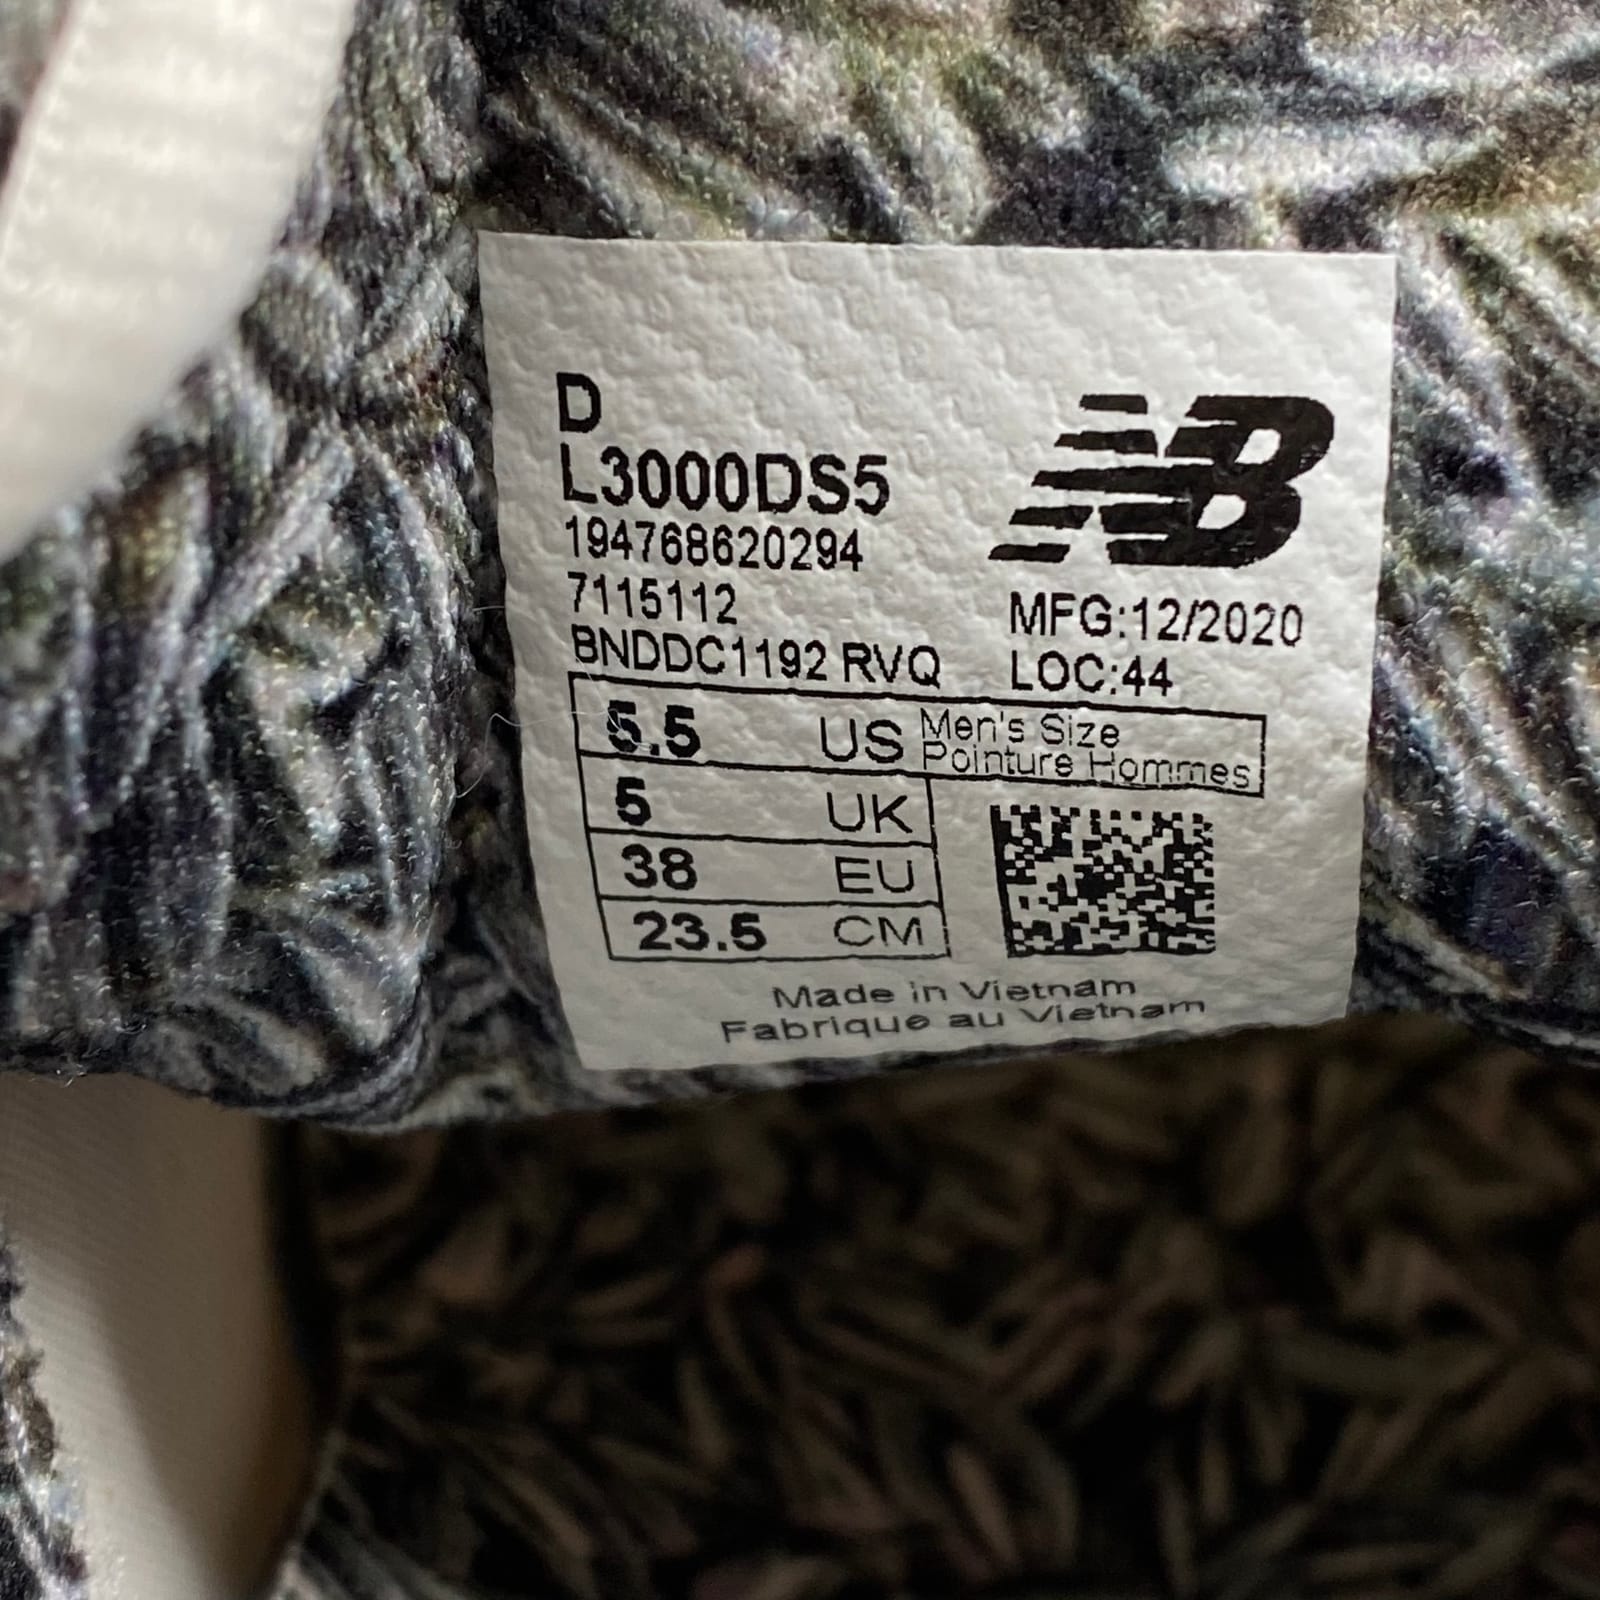 D
L3000DS5
194768620294
7115112
BNDDC1192 RVQ
NB
MFG:12/2020
LOC:44
5.5 US Men's Size
Pointure Hommes
5 UK
38 EU
23.5 CM
Made in Vietnam
Fabrique au Vietnam